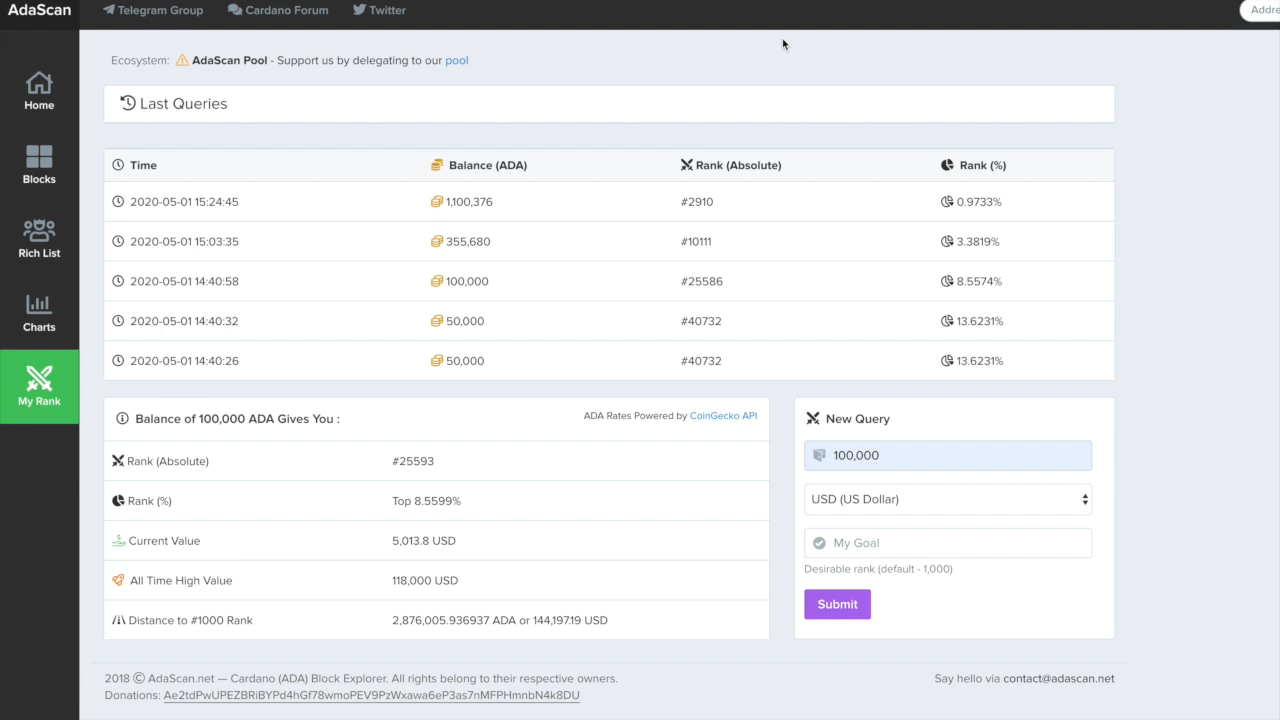 AdaScan Telegram Group Cardano Forum Twitter Addre
Ecosystem: AdaScan Pool - Support us by delegating to our pool
Home
Blocks
Rich List
Charts
My Rank
Last Queries
Time Balance (ADA) Rank (Absolute) Rank (%)
2020-05-01 15:24:45 1,100,376 #2910 0.9733%
2020-05-01 15:03:35 355,680 #10111 3.3819%
2020-05-01 14:40:58 100,000 #25586 8.5574%
2020-05-01 14:40:32 50,000 #40732 13.6231%
2020-05-01 14:40:26 50,000 #40732 13.6231%
Balance of 100,000 ADA Gives You : ADA Rates Powered by CoinGecko API
Rank (Absolute) #25593
Rank (%) Top 8.5599%
Current Value 5,013.8 USD
All Time High Value 118,000 USD
Distance to #1000 Rank 2,876,005.936937 ADA or 144,197.19 USD
New Query
100,000
USD (US Dollar)
My Goal
Desirable rank (default - 1,000)
Submit
2018 © AdaScan.net — Cardano (ADA) Block Explorer. All rights belong to their respective owners. Say hello via contact@adascan.net
Donations: Ae2tdPwUPEZBRiBYPd4hGf78wmoPEV9PzWxawa6eP3as7nMFPHmnbN4k8DU